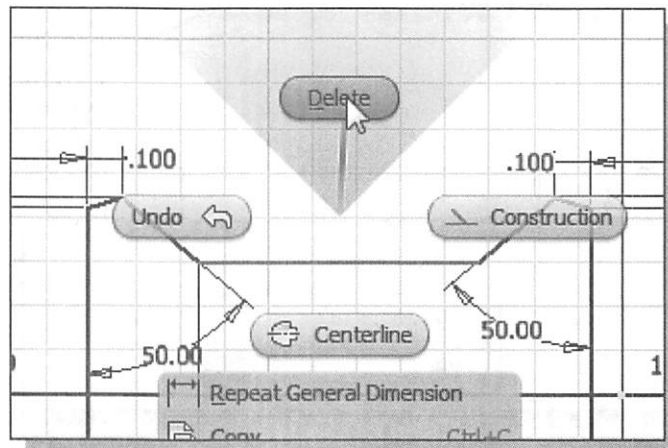 Delete
.100
.100
Undo
Construction
Centerline
50.00
50.00
Repeat General Dimension
Copy Ctrl+C